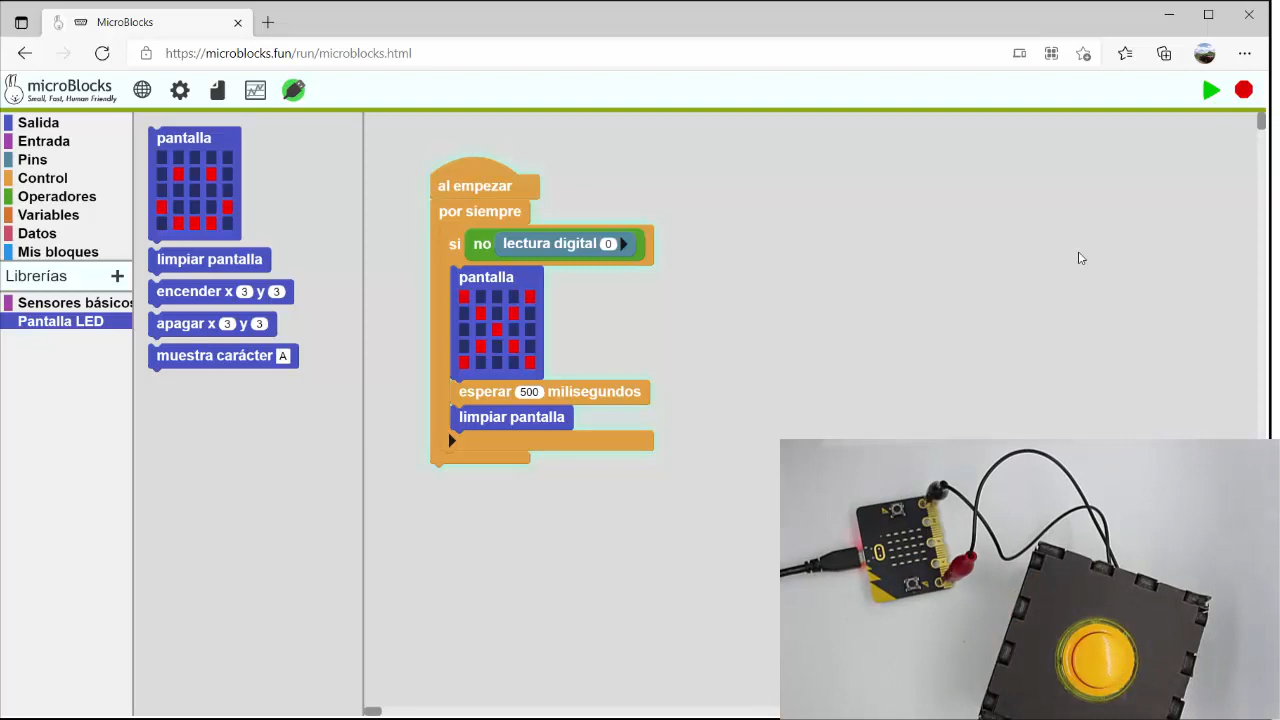 MicroBlocks
https://microblocks.fun/run/microblocks.html
microBlocks
Small, Fast, Human Friendly
Salida
Entrada
Pins
Control
Operadores
Variables
Datos
Mis bloques
Librerías +
Sensores básicos
Pantalla LED
pantalla
limpiar pantalla
encender x 3 y 3
apagar x 3 y 3
muestra carácter A
al empezar
por siempre
si no lectura digital 0
pantalla
esperar 500 milisegundos
limpiar pantalla